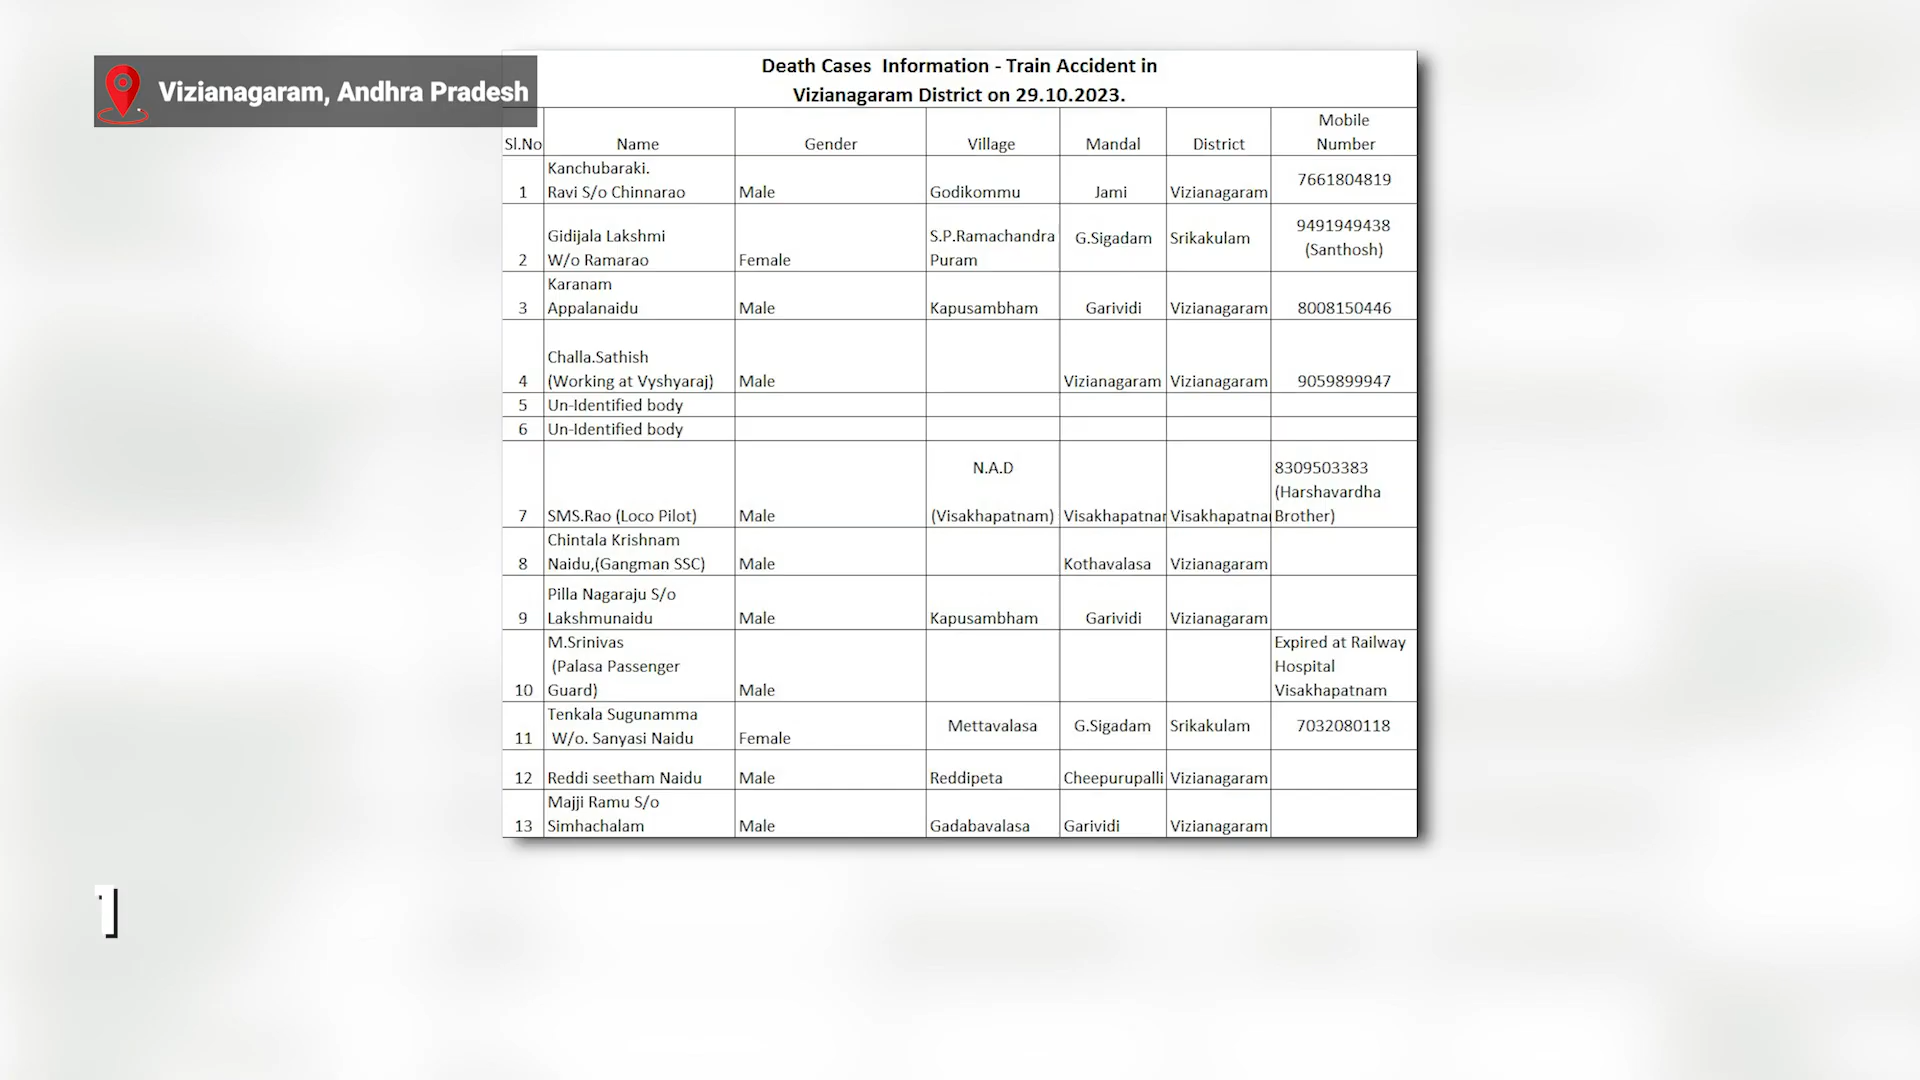 Vizianagaram, Andhra Pradesh
Death Cases Information - Train Accident in
Vizianagaram District on 29.10.2023.
Sl.No Name Gender Village Mandal District Mobile Number
1 Kanchubaraki. Ravi S/o Chinnarao Male Godikommu Jami Vizianagaram 7661804819
2 Gidijala Lakshmi W/o Ramarao Female S.P.Ramachandra Puram G.Sigadam Srikakulam 9491949438 (Santhosh)
3 Karanam Appalanaidu Male Kapusambham Garividi Vizianagaram 8008150446
4 Challa.Sathish (Working at Vyshyaraj) Male Vizianagaram Vizianagaram 9059899947
5 Un-Identified body
6 Un-Identified body
7 SMS.Rao (Loco Pilot) Male N.A.D (Visakhapatnam) Visakhapatnar Visakhapatnai 8309503383 (Harshavardha Brother)
8 Chintala Krishnam Naidu,(Gangman SSC) Male Kothavalasa Vizianagaram
9 Pilla Nagaraju S/o Lakshmunaidu Male Kapusambham Garividi Vizianagaram
10 M.Srinivas (Palasa Passenger Guard) Male Expired at Railway Hospital Visakhapatnam
11 Tenkala Sugunamma W/o. Sanyasi Naidu Female Mettavalasa G.Sigadam Srikakulam 7032080118
12 Reddi seetham Naidu Male Reddipeta Cheepurupalli Vizianagaram
13 Majji Ramu S/o Simhachalam Male Gadabavalasa Garividi Vizianagaram
1